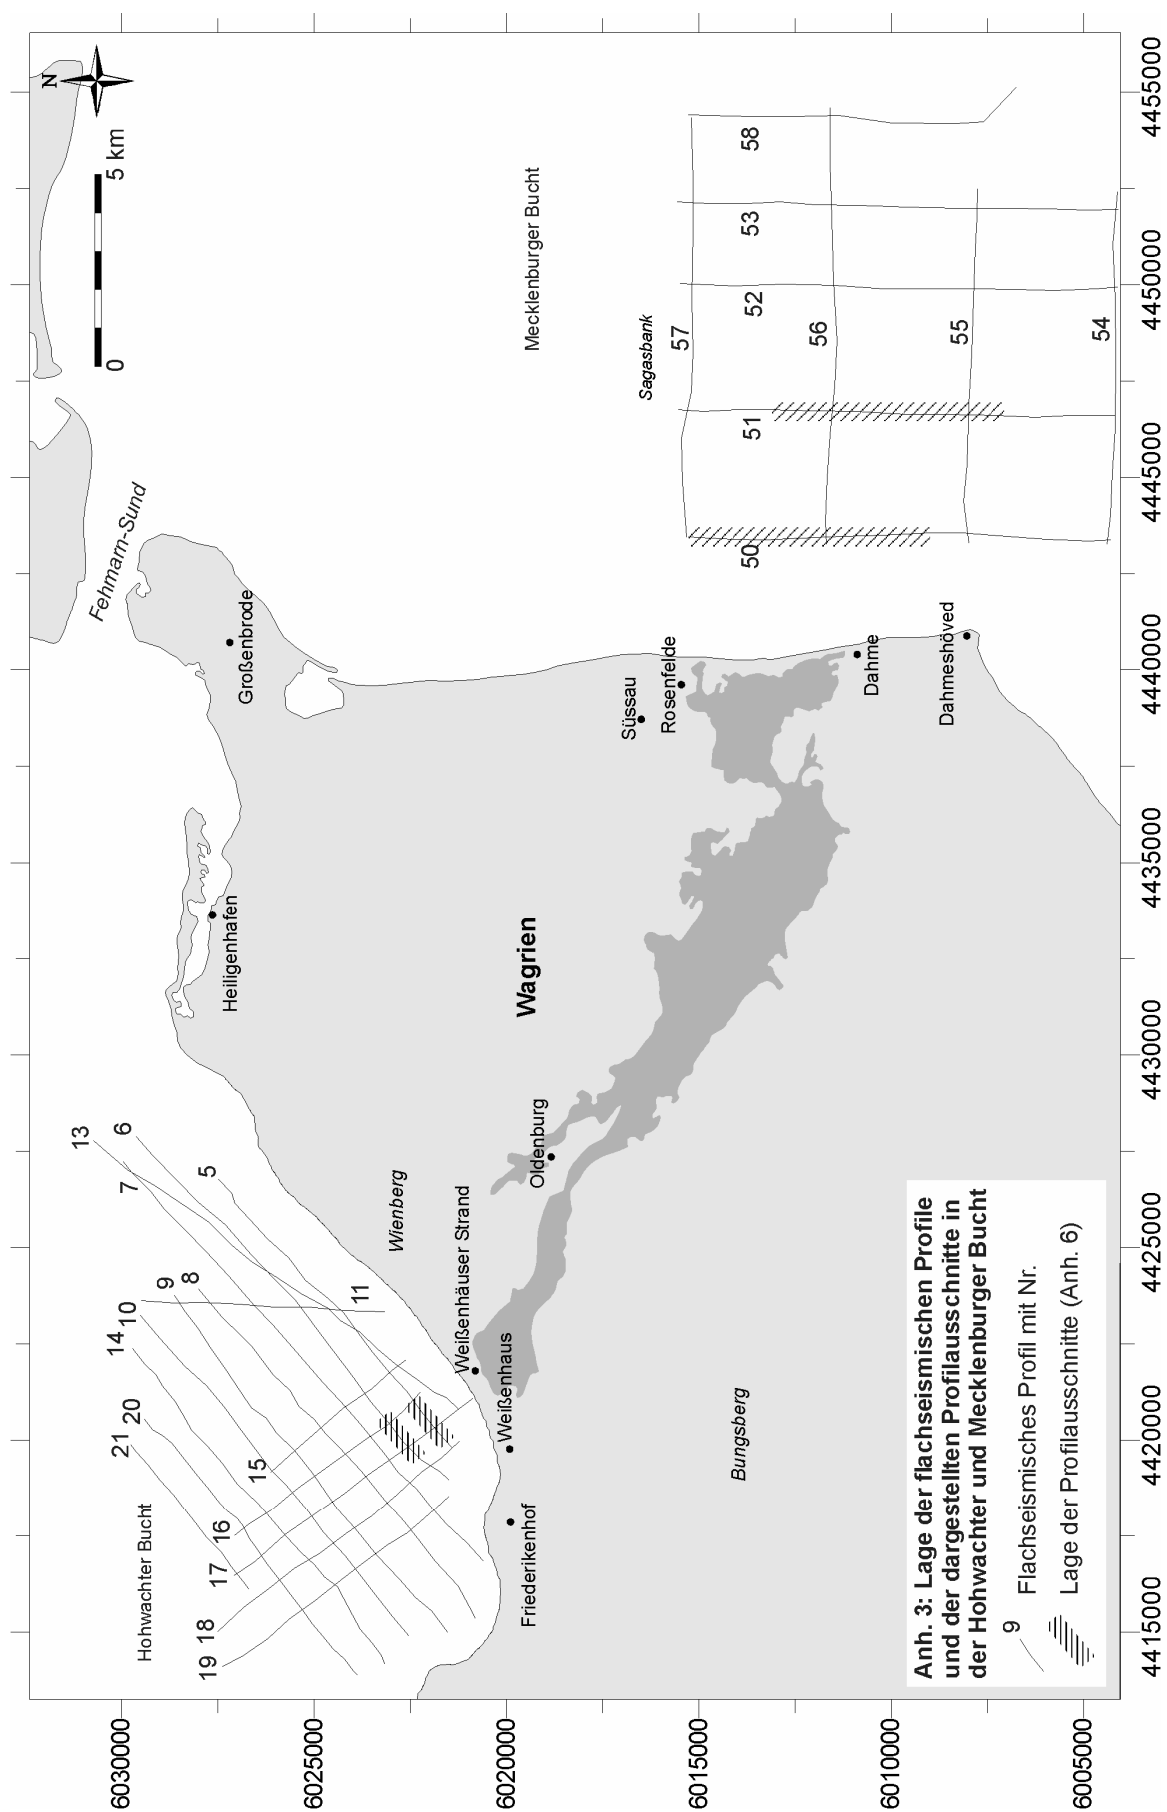 N
0
5 km
Fehmarn-Sund
Großenbrode
Heiligenhafen
Hohwachter Bucht
Mecklenburger Bucht
Sagasbank
Wagrien
Süssau
Rosenfelde
Dahme
Dahmeshöved
Oldenburg
Wienberg
Weißenhäuser Strand
Weißenhaus
Friederikenhof
Bungsberg
13
6
7
5
9
8
11
10
14
20
21
15
16
17
18
19
57
58
53
52
56
55
54
51
50
Anh. 3: Lage der flachseismischen Profile
und der dargestellten Profilausschnitte in
der Hohwachter und Mecklenburger Bucht
9
Flachseismisches Profil mit Nr.
Lage der Profilausschnitte (Anh. 6)
6030000
6025000
6020000
6015000
6010000
6005000
4415000
4420000
4425000
4430000
4435000
4440000
4445000
4450000
4455000